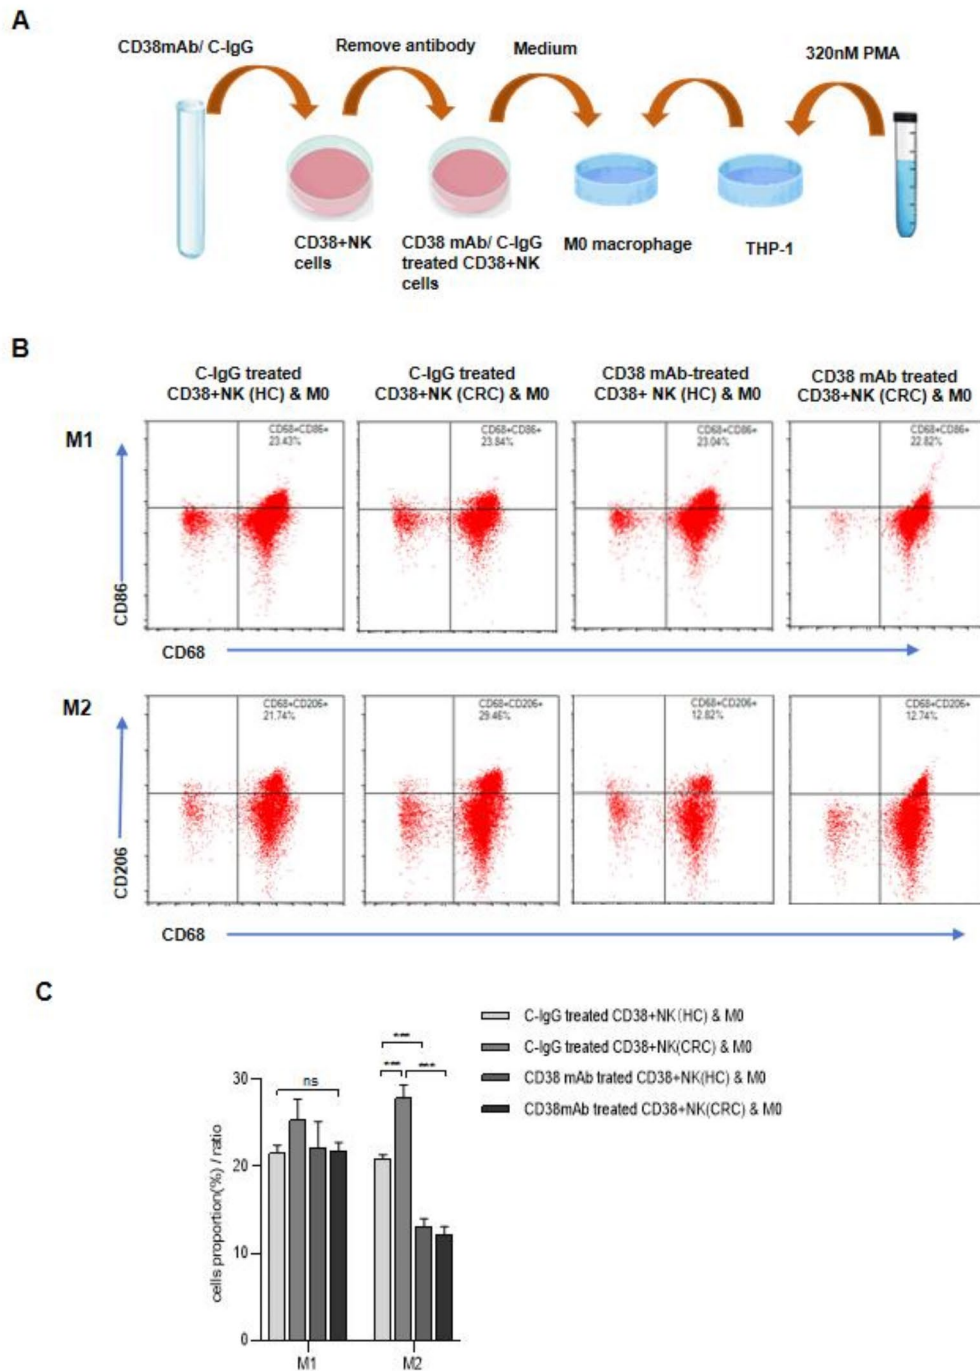 A
CD38mAb/ C-IgG
Remove antibody
Medium
320nM PMA
CD38+NK
cells
CD38 mAb/ C-IgG
treated CD38+NK
cells
M0 macrophage
THP-1
B
C-IgG treated
CD38+NK (HC) & M0
C-IgG treated
CD38+NK (CRC) & M0
CD38 mAb-treated
CD38+ NK (HC) & M0
CD38 mAb treated
CD38+NK (CRC) & M0
M1
CD68+CD86+
23.43%
CD68+CD86+
23.84%
CD68+CD86+
23.04%
CD68+CD86+
22.82%
CD86
CD68
M2
CD68+CD206+
21.74%
CD68+CD206+
29.46%
CD68+CD206+
12.82%
CD68+CD206+
12.74%
CD206
CD68
C
C-IgG treated CD38+NK(HC) & M0
C-IgG treated CD38+NK(CRC) & M0
CD38 mAb trated CD38+NK(HC) & M0
CD38mAb treated CD38+NK(CRC) & M0
cells proportion(%) / ratio
30
20
10
0
ns
***
*** ***
M1 M2